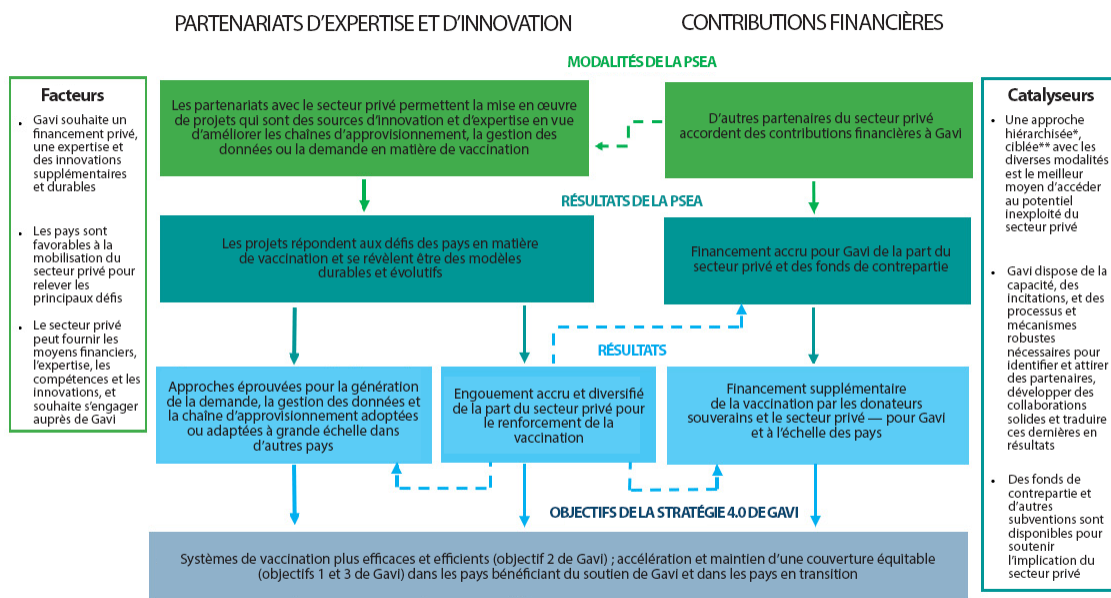 PARTENARIATS D’EXPERTISE ET D’INNOVATION
CONTRIBUTIONS FINANCIÈRES
MODALITÉS DE LA PSEA
Facteurs
• Gavi souhaite un
financement privé,
une expertise et
des innovations
supplémentaires
et durables
• Les pays sont
favorables à la
mobilisation du
secteur privé pour
relever les
principaux défis
• Le secteur privé
peut fournir les
moyens financiers,
l’expertise, les
compétences et les
innovations, et
souhaite s’engager
auprès de Gavi
Les partenariats avec le secteur privé permettent la mise en œuvre
de projets qui sont des sources d’innovation et d’expertise en vue
d’améliorer les chaînes d’approvisionnement, la gestion des
données ou la demande en matière de vaccination
D’autres partenaires du secteur privé
accordent des contributions financières à Gavi
RÉSULTATS DE LA PSEA
Les projets répondent aux défis des pays en matière
de vaccination et se révèlent être des modèles
durables et évolutifs
Financement accru pour Gavi de la part du
secteur privé et des fonds de contrepartie
RÉSULTATS
Approches éprouvées pour la génération
de la demande, la gestion des données et
la chaîne d’approvisionnement adoptées
ou adaptées à grande échelle dans
d’autres pays
Engouement accru et diversifié
de la part du secteur privé pour
le renforcement de la
vaccination
Financement supplémentaire
de la vaccination par les donateurs
souverains et le secteur privé — pour Gavi
et à l’échelle des pays
OBJECTIFS DE LA STRATÉGIE 4.0 DE GAVI
Systèmes de vaccination plus efficaces et efficients (objectif 2 de Gavi) ; accélération et maintien d’une couverture équitable
(objectifs 1 et 3 de Gavi) dans les pays bénéficiant du soutien de Gavi et dans les pays en transition
Catalyseurs
• Une approche
hiérarchisée*,
ciblée** avec les
diverses modalités
est le meilleur
moyen d’accéder
au potentiel
inexploité du
secteur privé
• Gavi dispose de la
capacité, des
incitations, et des
processus et
mécanismes
robustes
nécessaires pour
identifier et attirer
des partenaires,
développer des
collaborations
solides et traduire
ces dernières en
résultats
• Des fonds de
contrepartie et
d’autres
subventions sont
disponibles pour
soutenir
l’implication du
secteur privé